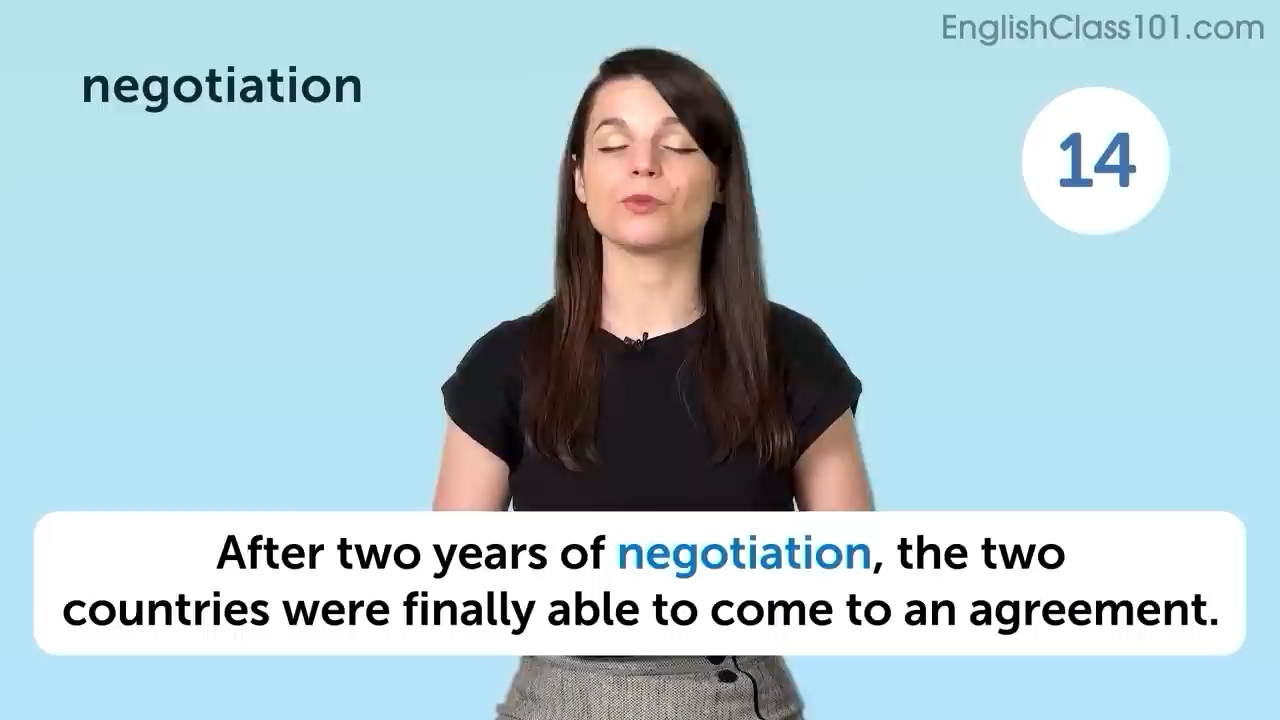 EnglishClass101.com
negotiation
14
After two years of negotiation, the two
countries were finally able to come to an agreement.